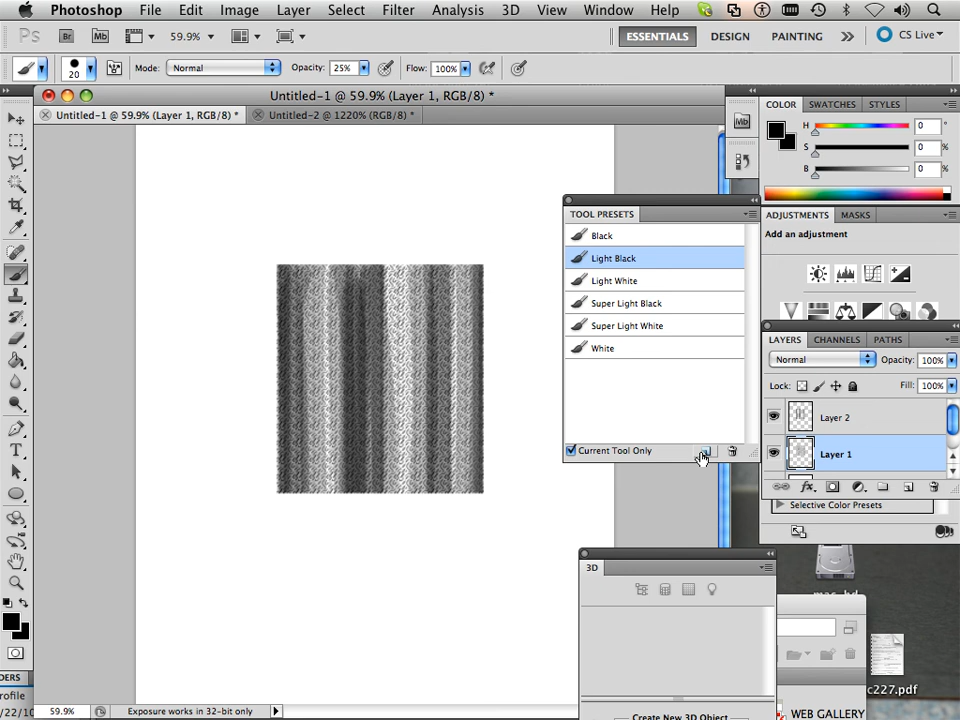 Photoshop File Edit Image Layer Select Filter Analysis 3D View Window Help
Ps Br Mb 59.9% ESSENTIALS DESIGN PAINTING CS Live
20 Mode: Normal Opacity: 25% Flow: 100%
Untitled-1 @ 59.9% (Layer 1, RGB/8) *
Untitled-1 @ 59.9% (Layer 1, RGB/8) * Untitled-2 @ 1220% (RGB/8) *
Mb
COLOR SWATCHES STYLES
H 0 °
S 0 %
B 0 %
TOOL PRESETS
Black
Light Black
Light White
Super Light Black
Super Light White
White
Current Tool Only
ADJUSTMENTS MASKS
Add an adjustment
LAYERS CHANNELS PATHS
Normal Opacity: 100%
Lock: Fill: 100%
Layer 2
Layer 1
fx
Selective Color Presets
3D
Create New 3D Object
T
DERS
rofile
/22/10
59.9% Exposure works in 32-bit only
c227.pdf
WEB GALLERY